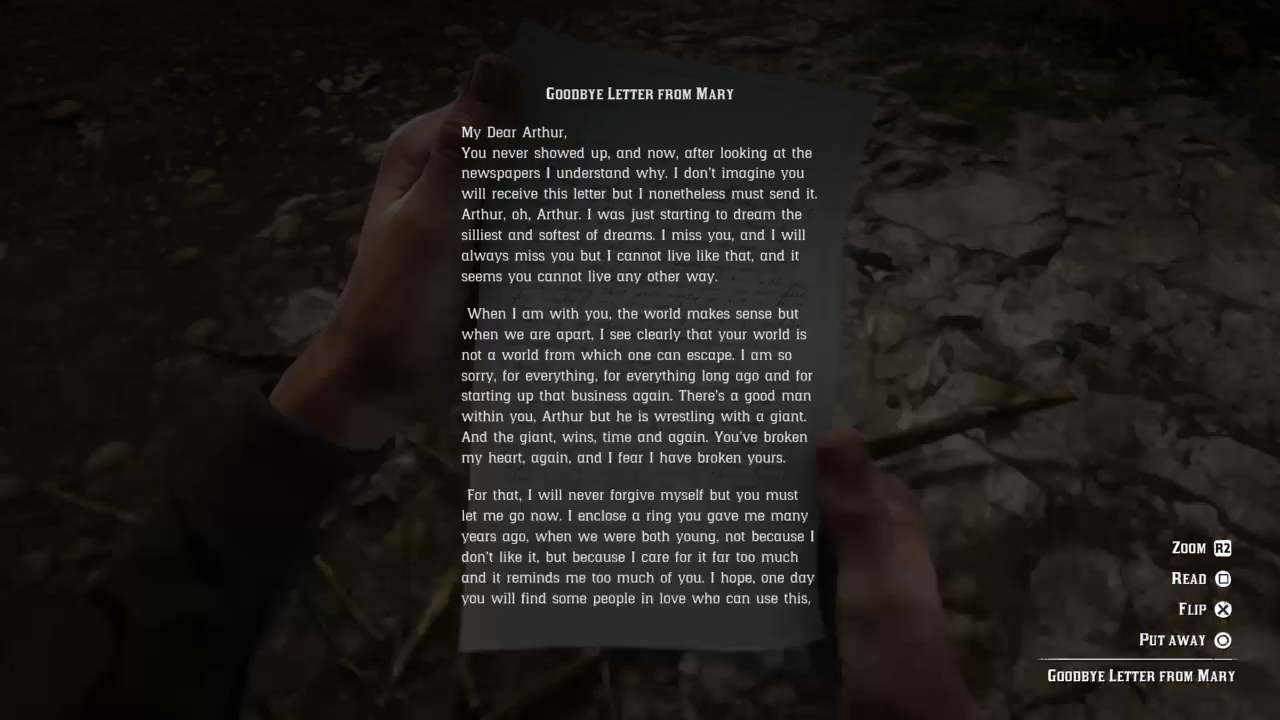 Goodbye Letter from Mary
My Dear Arthur,
You never showed up, and now, after looking at the
newspapers I understand why. I don't imagine you
will receive this letter but I nonetheless must send it.
Arthur, oh, Arthur. I was just starting to dream the
silliest and softest of dreams. I miss you, and I will
always miss you but I cannot live like that, and it
seems you cannot live any other way.
When I am with you, the world makes sense but
when we are apart, I see clearly that your world is
not a world from which one can escape. I am so
sorry, for everything, for everything long ago and for
starting up that business again. There's a good man
within you, Arthur but he is wrestling with a giant.
And the giant, wins, time and again. You've broken
my heart, again, and I fear I have broken yours.
For that, I will never forgive myself but you must
let me go now. I enclose a ring you gave me many
years ago, when we were both young, not because I
don't like it, but because I care for it far too much
and it reminds me too much of you. I hope, one day
you will find some people in love who can use this,
Zoom R2
Read
Flip
Put away
Goodbye Letter from Mary